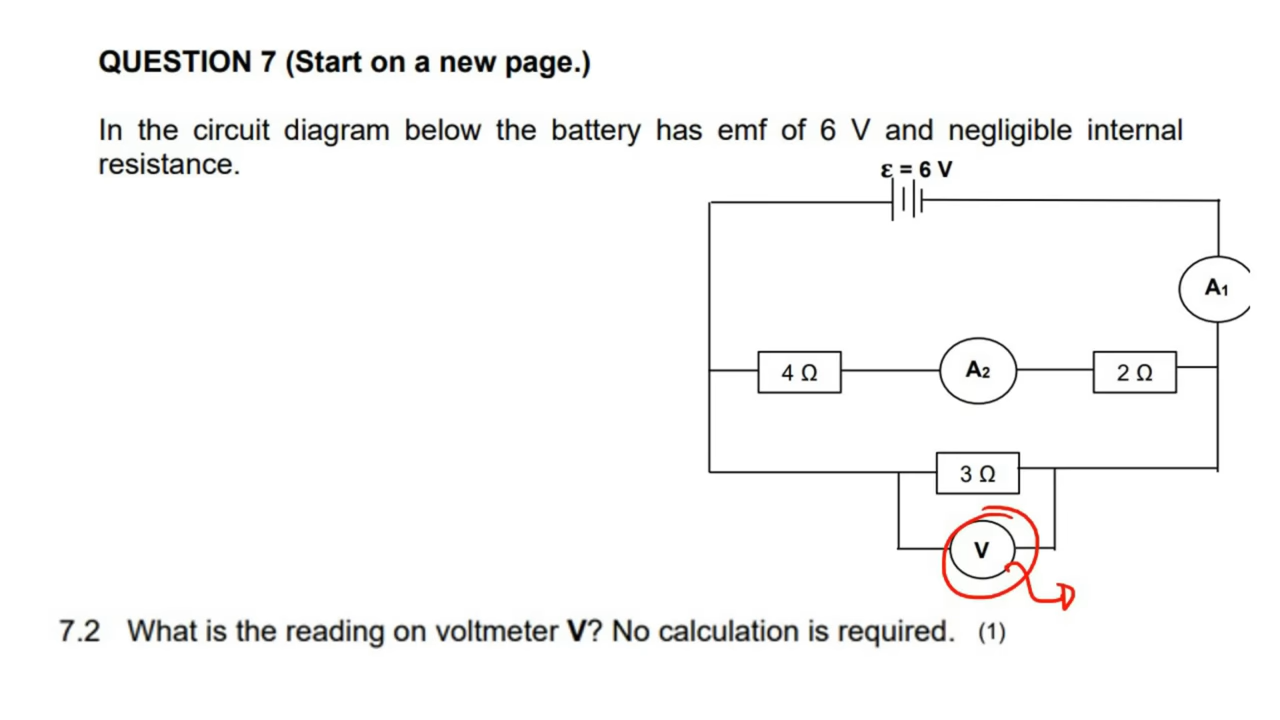 QUESTION 7 (Start on a new page.)
In the circuit diagram below the battery has emf of 6 V and negligible internal
resistance.
ε = 6 V
A1
4 Ω
A2
2 Ω
3 Ω
V
7.2 What is the reading on voltmeter V? No calculation is required. (1)